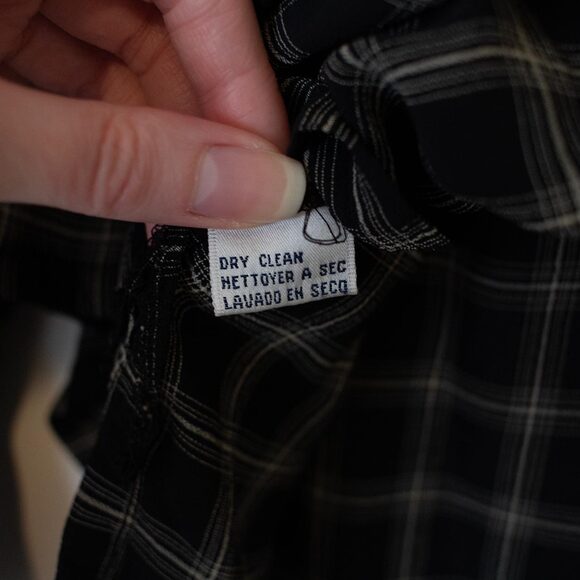 DRY CLEAN
NETTOYER A SEC
LAVADO EN SECO